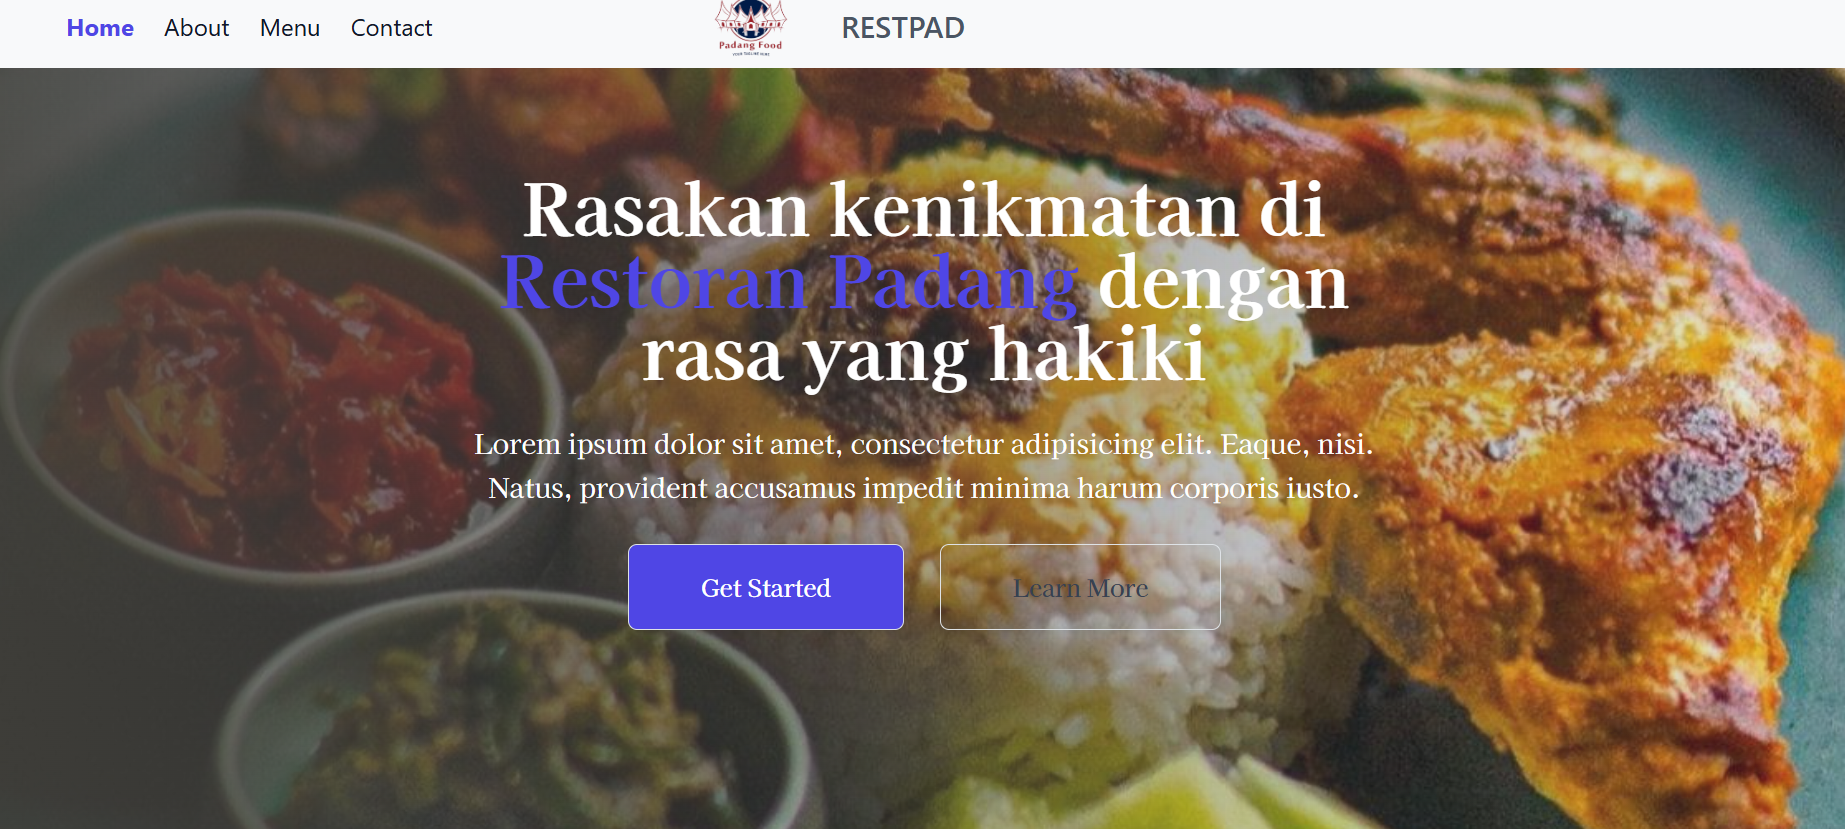 Home About Menu Contact
Padang Food
RESTPAD
Rasakan kenikmatan di
Restoran Padang dengan
rasa yang hakiki
Lorem ipsum dolor sit amet, consectetur adipisicing elit. Eaque, nisi.
Natus, provident accusamus impedit minima harum corporis iusto.
Get Started
Learn More